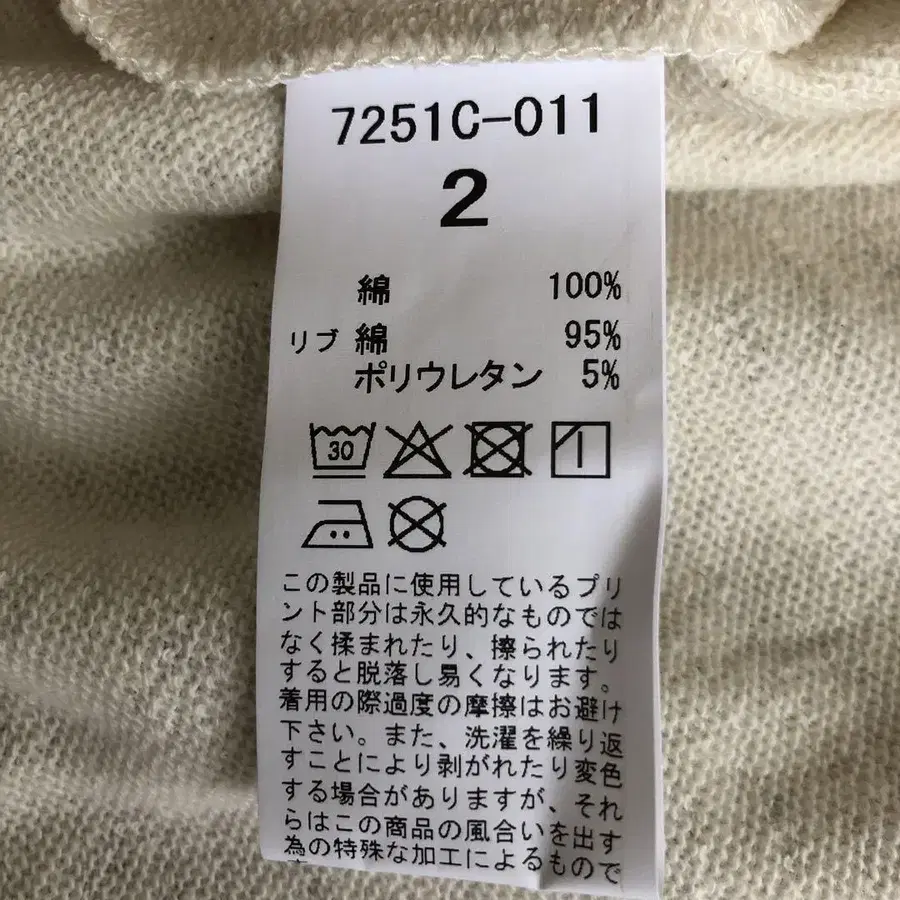 7251C-011
2
綿 100%
リブ 綿 95%
ポリウレタン 5%
30
この製品に使用しているプリ
ント部分は永久的なものでは
なく揉まれたり、擦られたり
すると脱落し易くなります。
着用の際過度の摩擦はお避け
下さい。また、洗濯を繰り返
すことにより剥がれたり変色
する場合がありますが、それ
らはこの商品の風合いを出す
為の特殊な加工によるもので